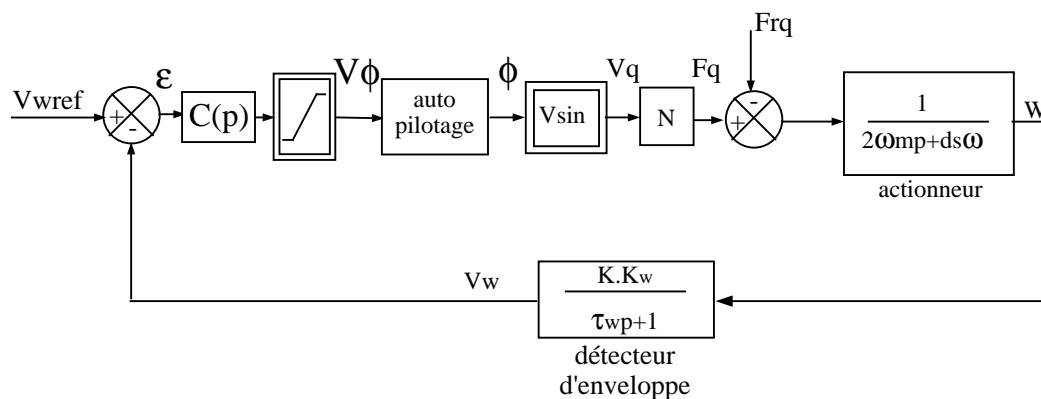 Frq
ε
Vφ
φ
Vq
Fq
Vwref
+
-
C(p)
auto
pilotage
Vsin
N
+
-
1
2ωmp+dsω
w
actionneur
Vw
K.Kw
τwp+1
détecteur
d'enveloppe